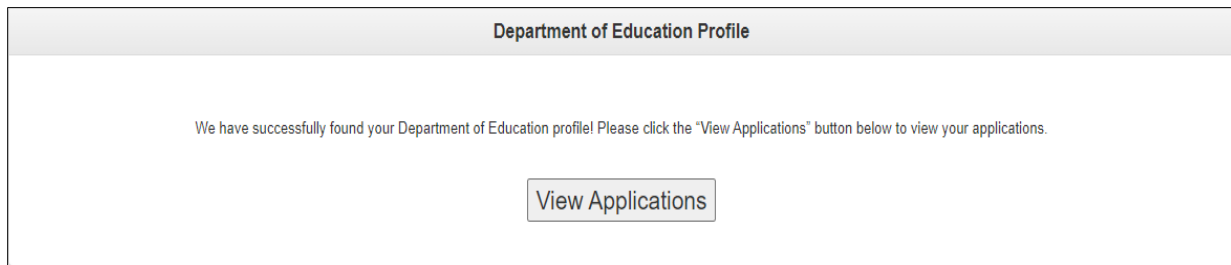 Department of Education Profile
We have successfully found your Department of Education profile! Please click the “View Applications” button below to view your applications.
View Applications